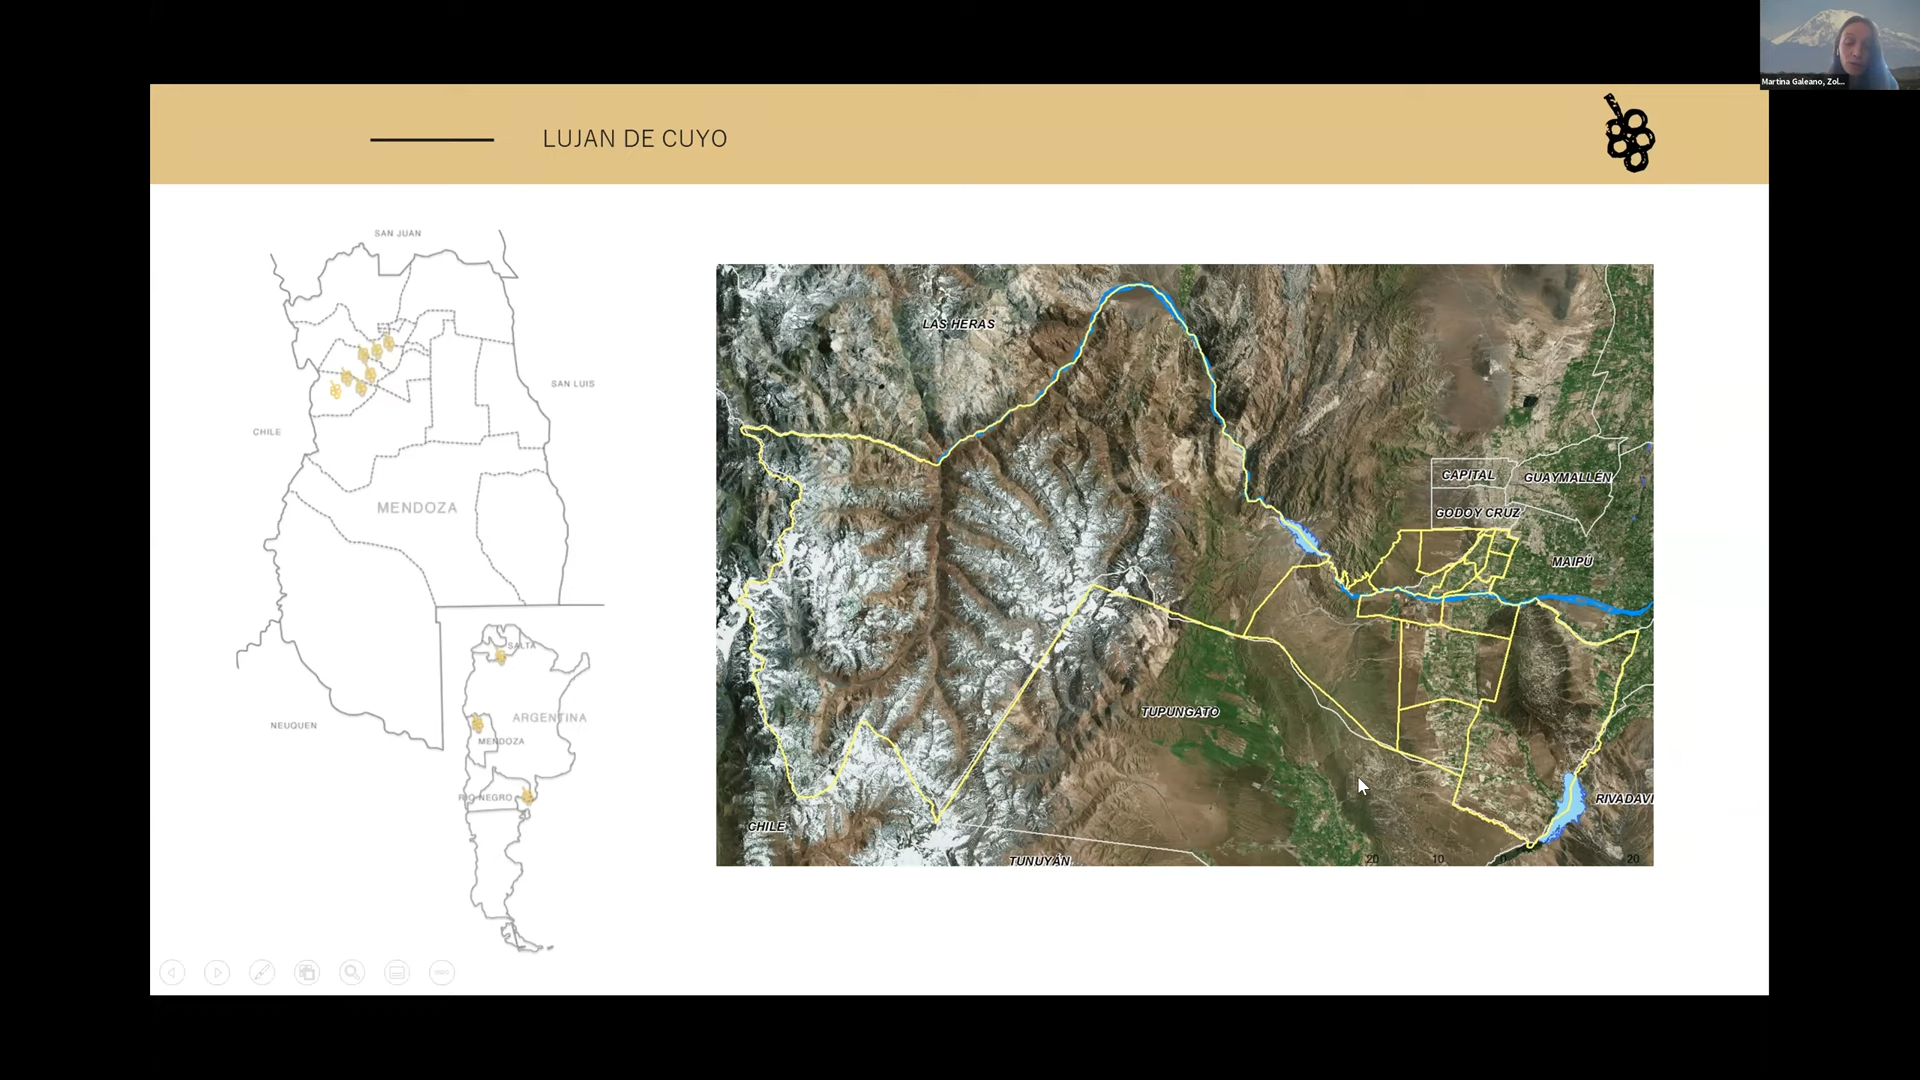 Martina Galeano, Zol...
LUJAN DE CUYO
SAN JUAN
SAN LUIS
CHILE
MENDOZA
NEUQUEN
SALTA
ARGENTINA
MENDOZA
RIO NEGRO
LAS HERAS
CAPITAL
GUAYMALLÉN
GODOY CRUZ
MAIPÚ
TUPUNGATO
RIVADAVI
CHILE
TUNUYÁN
20 10 0 20